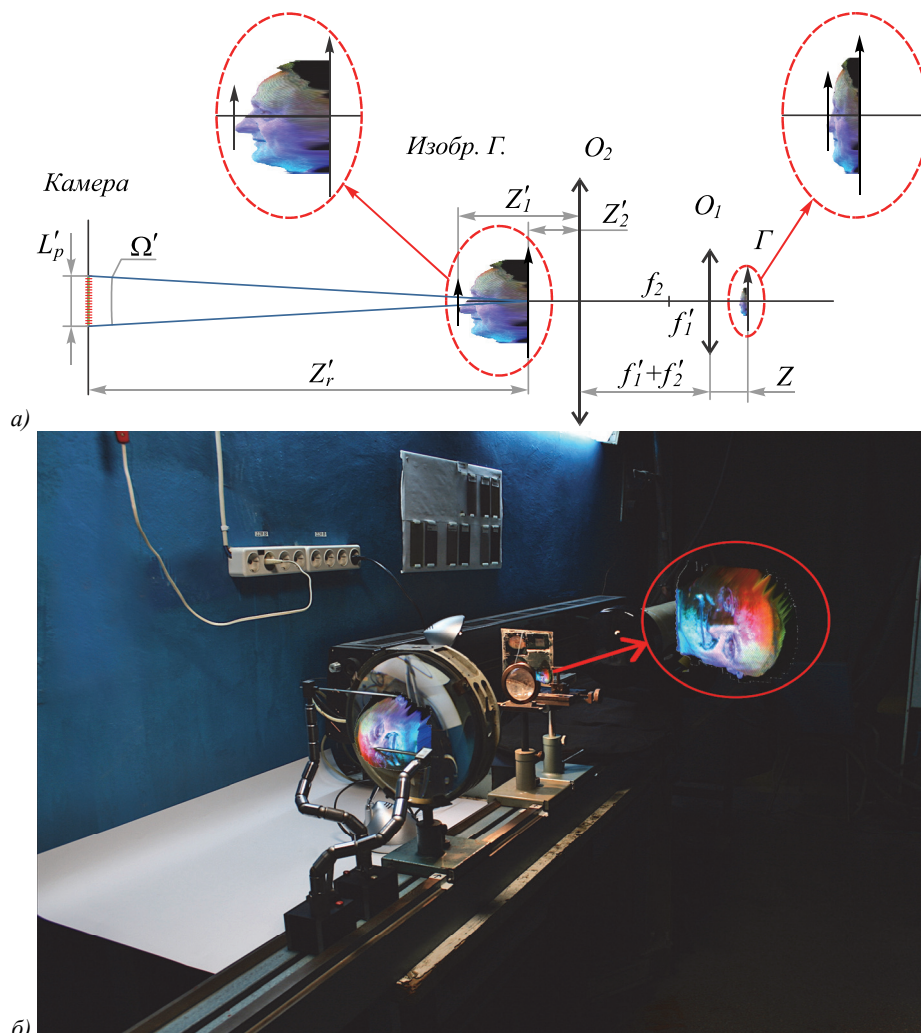 Изобр. Г.
O₂
Камера
Z′₁
Z′₂
O₁
L′ₚ
Ω′
Г
f₂
f′₁
Z′ᵣ
f′₁+f′₂
Z
а)
б)